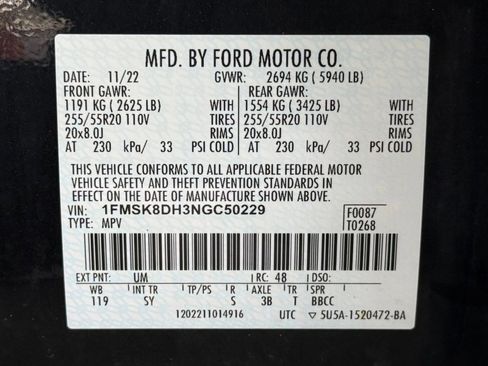 MFD. BY FORD MOTOR CO.
DATE: 11/22 GVWR: 2694 KG ( 5940 LB)
FRONT GAWR: REAR GAWR:
1191 KG ( 2625 LB) WITH 1554 KG ( 3425 LB) WITH
255/55R20 110V TIRES 255/55R20 110V TIRES
20x8.0J RIMS 20x8.0J RIMS
AT 230 kPa/ 33 PSI COLD AT 230 kPa/ 33 PSI COLD
THIS VEHICLE CONFORMS TO ALL APPLICABLE FEDERAL MOTOR
VEHICLE SAFETY AND THEFT PREVENTION STANDARDS IN
EFFECT ON THE DATE OF MANUFACTURE SHOWN ABOVE.
VIN: 1FMSK8DH3NGC50229 F0087
TYPE: MPV T0268
EXT PNT: UM RC: 48 DSO:
WB INT TR TP/PS R AXLE TR SPR
119 SY S 3B T BBCC
1202211014916 UTC ▽ 5U5A-1520472-BA